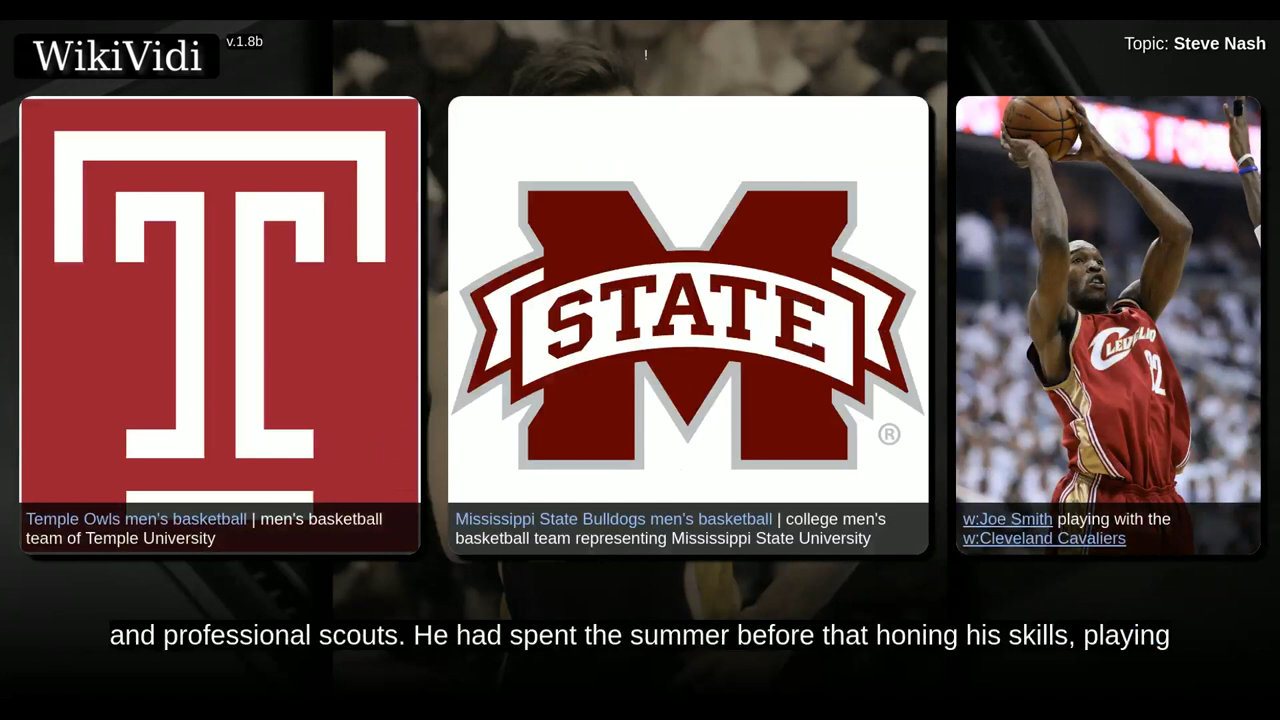 WikiVidi
v.1.8b
!
Topic: Steve Nash
T
STATE
M
®
CLEVELAND
32
Temple Owls men's basketball | men's basketball
team of Temple University
Mississippi State Bulldogs men's basketball | college men's
basketball team representing Mississippi State University
w:Joe Smith playing with the
w:Cleveland Cavaliers
and professional scouts. He had spent the summer before that honing his skills, playing